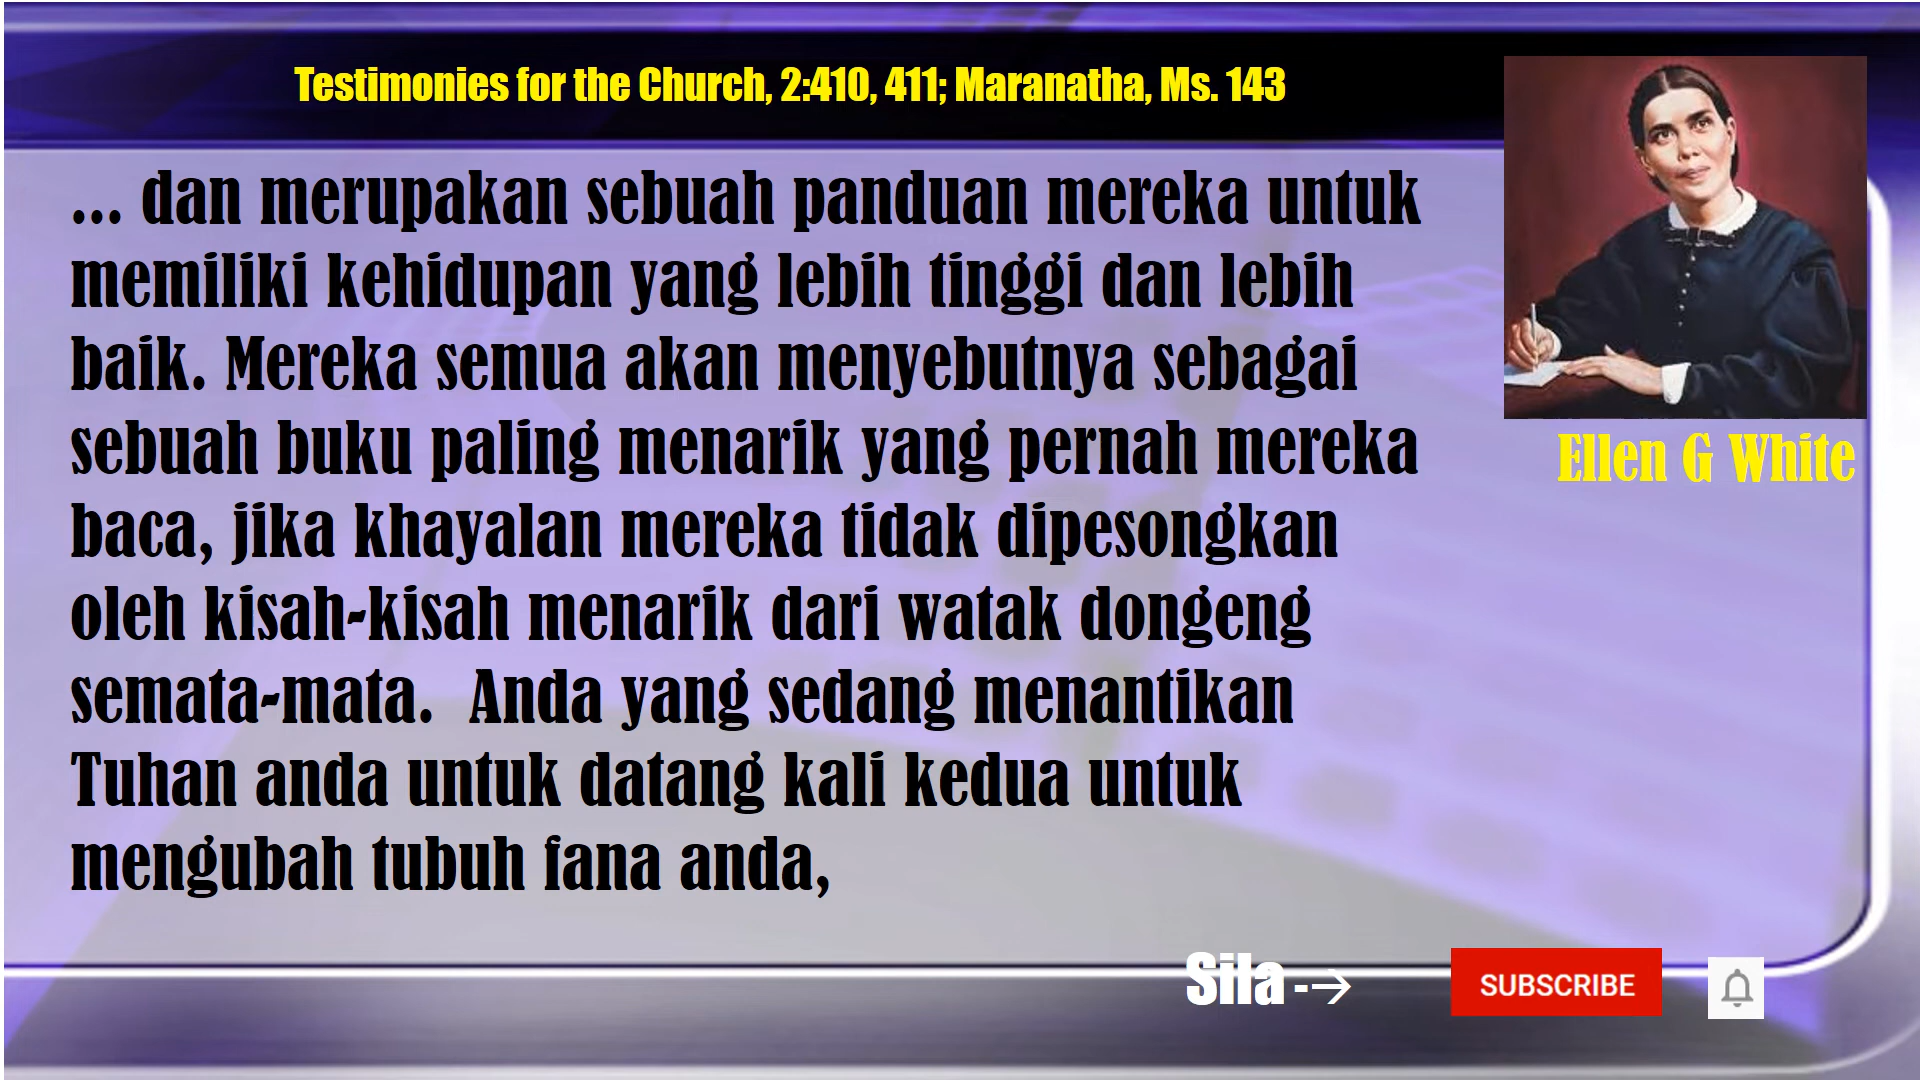 Testimonies for the Church, 2:410, 411; Maranatha, Ms. 143
... dan merupakan sebuah panduan mereka untuk
memiliki kehidupan yang lebih tinggi dan lebih
baik. Mereka semua akan menyebutnya sebagai
sebuah buku paling menarik yang pernah mereka
baca, jika khayalan mereka tidak dipesongkan
oleh kisah-kisah menarik dari watak dongeng
semata-mata.  Anda yang sedang menantikan
Tuhan anda untuk datang kali kedua untuk
mengubah tubuh fana anda,
Ellen G White
Sila -→
SUBSCRIBE